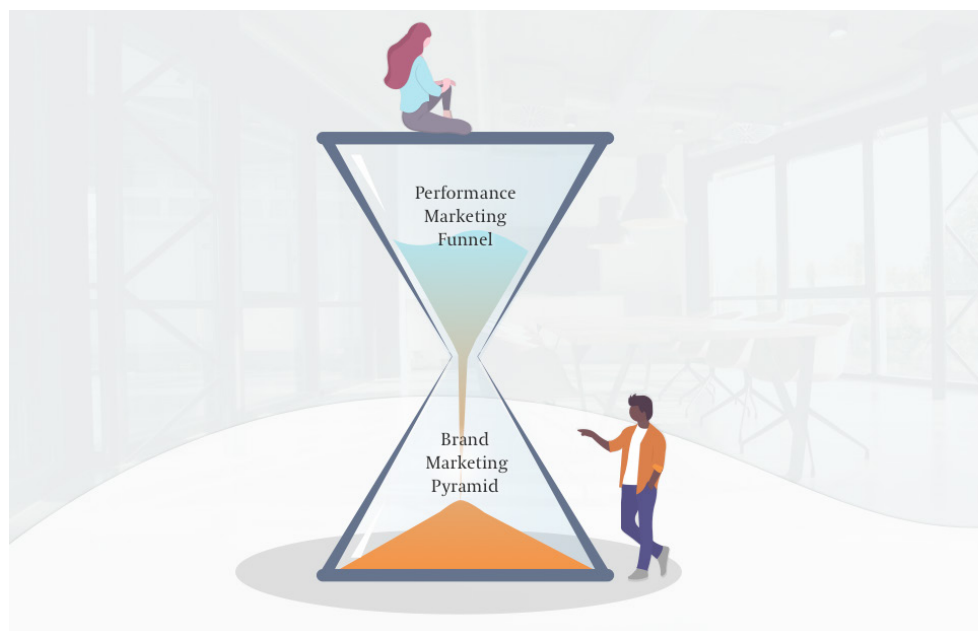 Performance
Marketing
Funnel
Brand
Marketing
Pyramid